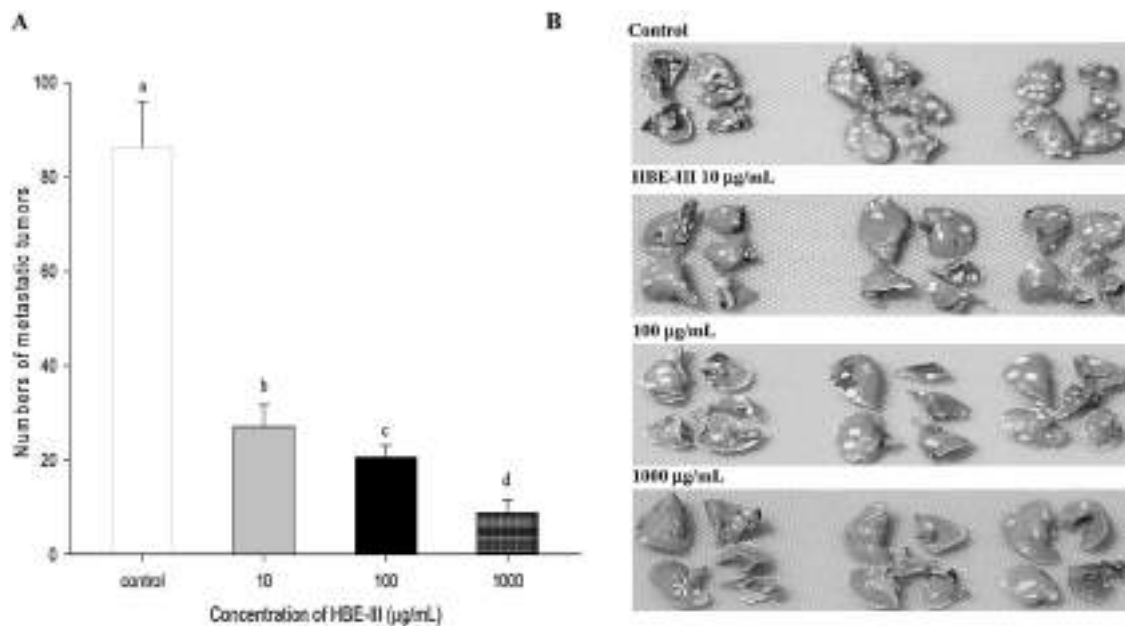 A
B
Numbers of metastatic tumors
100
80
60
40
20
0
a
b
c
d
control
10
100
1000
Concentration of HBE-III (μg/mL)
Control
HBE-III 10 μg/mL
100 μg/mL
1000 μg/mL